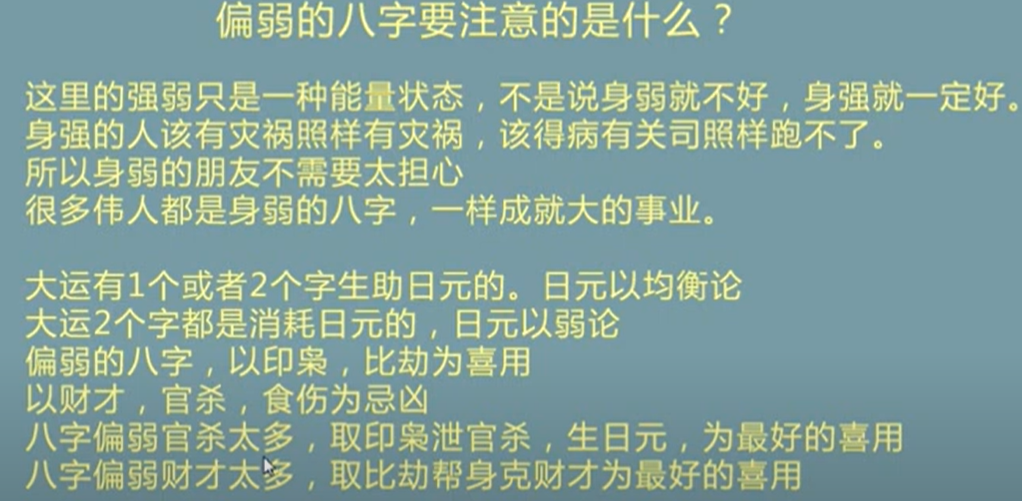 偏弱的八字要注意的是什么？
这里的强弱只是一种能量状态，不是说身弱就不好，身强就一定好。
身强的人该有灾祸照样有灾祸，该得病有关司照样跑不了。
所以身弱的朋友不需要太担心
很多伟人都是身弱的八字，一样成就大的事业。
大运有1个或者2个字生助日元的。日元以均衡论
大运2个字都是消耗日元的，日元以弱论
偏弱的八字，以印枭，比劫为喜用
以财才，官杀，食伤为忌凶
八字偏弱官杀太多，取印枭泄官杀，生日元，为最好的喜用
八字偏弱财才太多，取比劫帮身克财才为最好的喜用